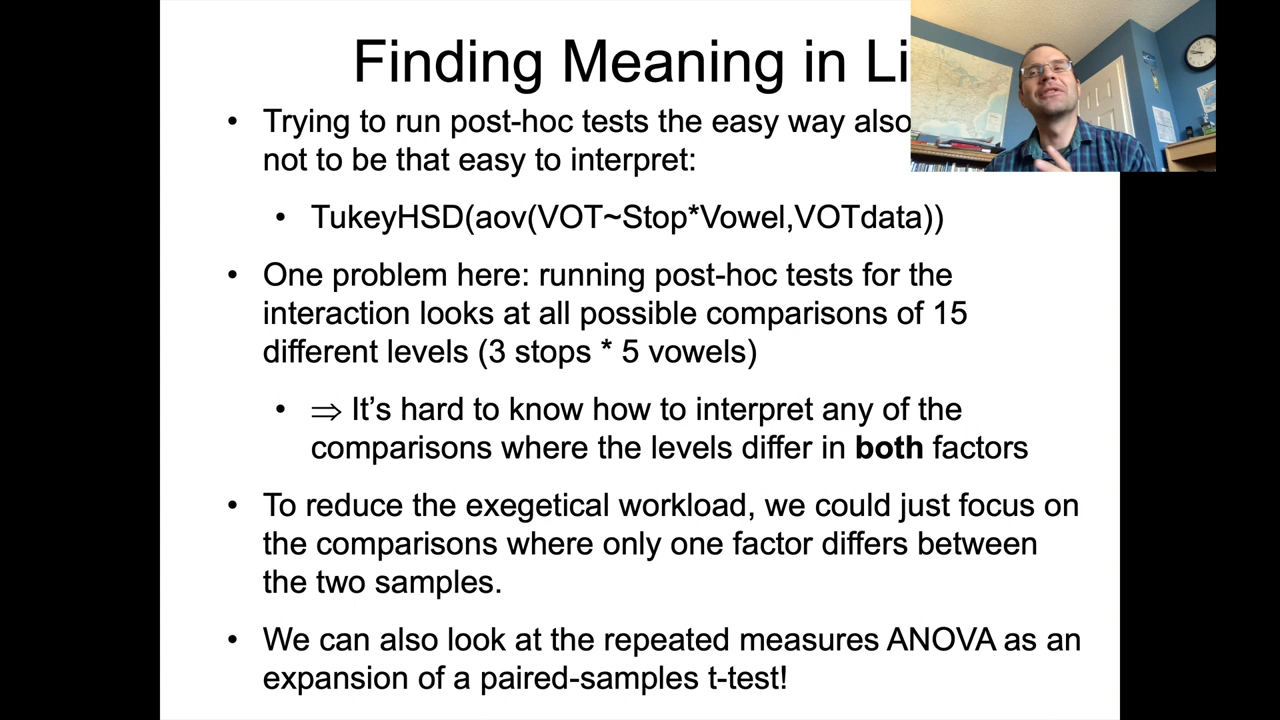 Finding Meaning in Li
• Trying to run post-hoc tests the easy way also
not to be that easy to interpret:
• TukeyHSD(aov(VOT~Stop*Vowel,VOTdata))
• One problem here: running post-hoc tests for the
interaction looks at all possible comparisons of 15
different levels (3 stops * 5 vowels)
• ⇒ It’s hard to know how to interpret any of the
comparisons where the levels differ in both factors
• To reduce the exegetical workload, we could just focus on
the comparisons where only one factor differs between
the two samples.
• We can also look at the repeated measures ANOVA as an
expansion of a paired-samples t-test!